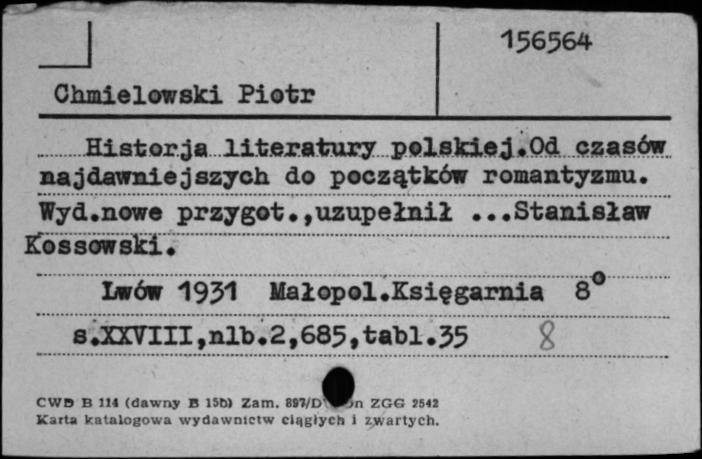 156564
Chmielowski Piotr
Historja literatury polskiej.Od czasów
najdawniejszych do początków romantyzmu.
Wyd.nowe przygot.,uzupełnił ...Stanisław
Kossowski.
Lwów 1931 Małopol.Księgarnia 8°
s.XXVIII,nlb.2,685,tabl.35 8
CWD B 114 (dawny B 15b) Zam. 897/D ZGG 2542
Karta katalogowa wydawnictw ciągłych i zwartych.